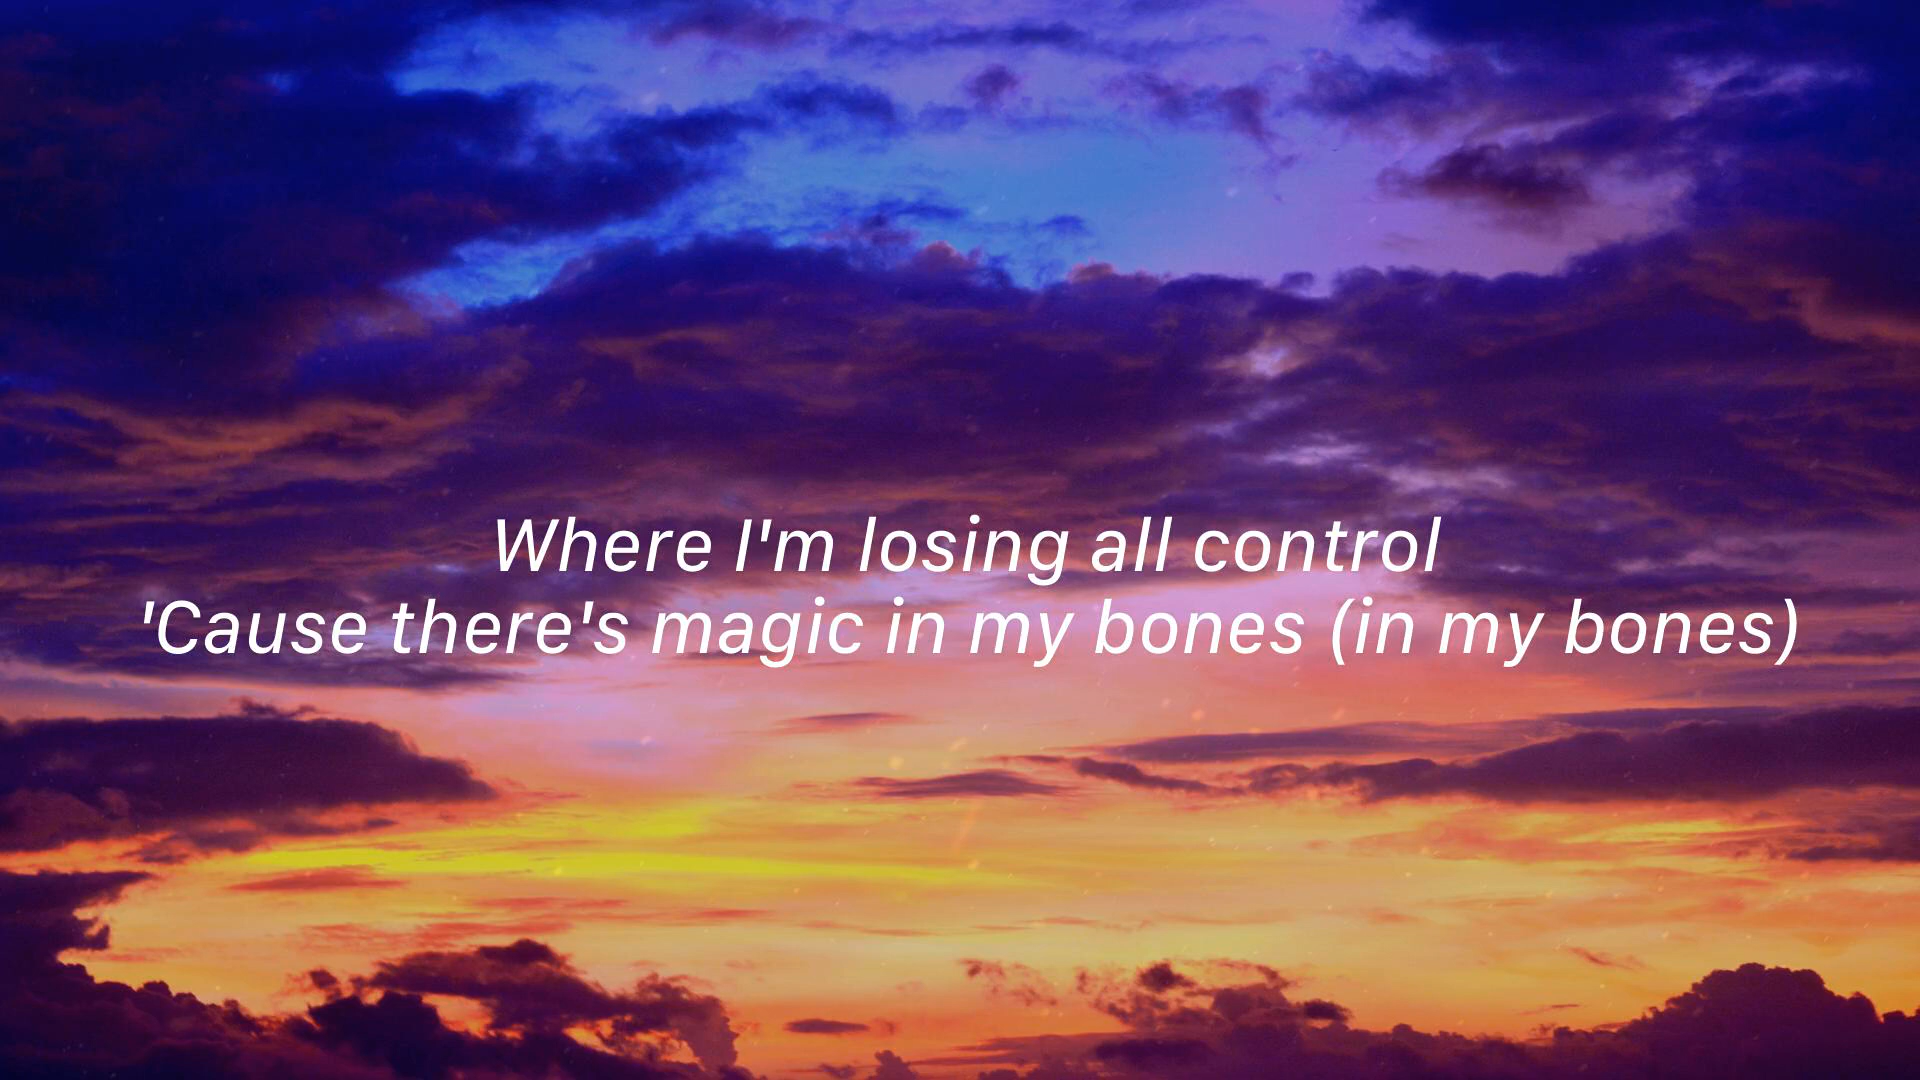 Where I'm losing all control
'Cause there's magic in my bones (in my bones)